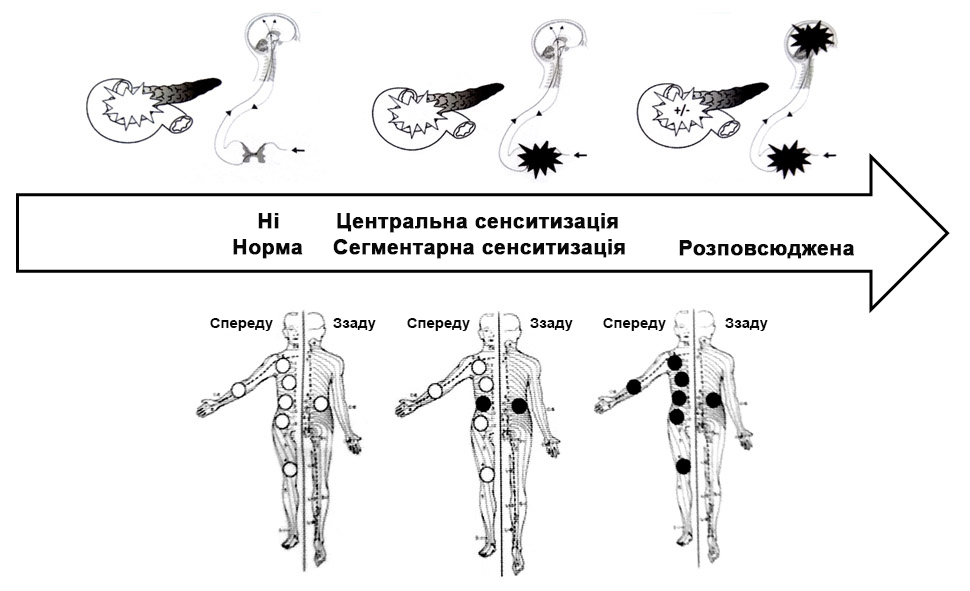 +/-
Ні
Норма
Центральна сенситизація
Сегментарна сенситизація
Розповсюджена
Спереду Ззаду
Спереду Ззаду
Спереду Ззаду